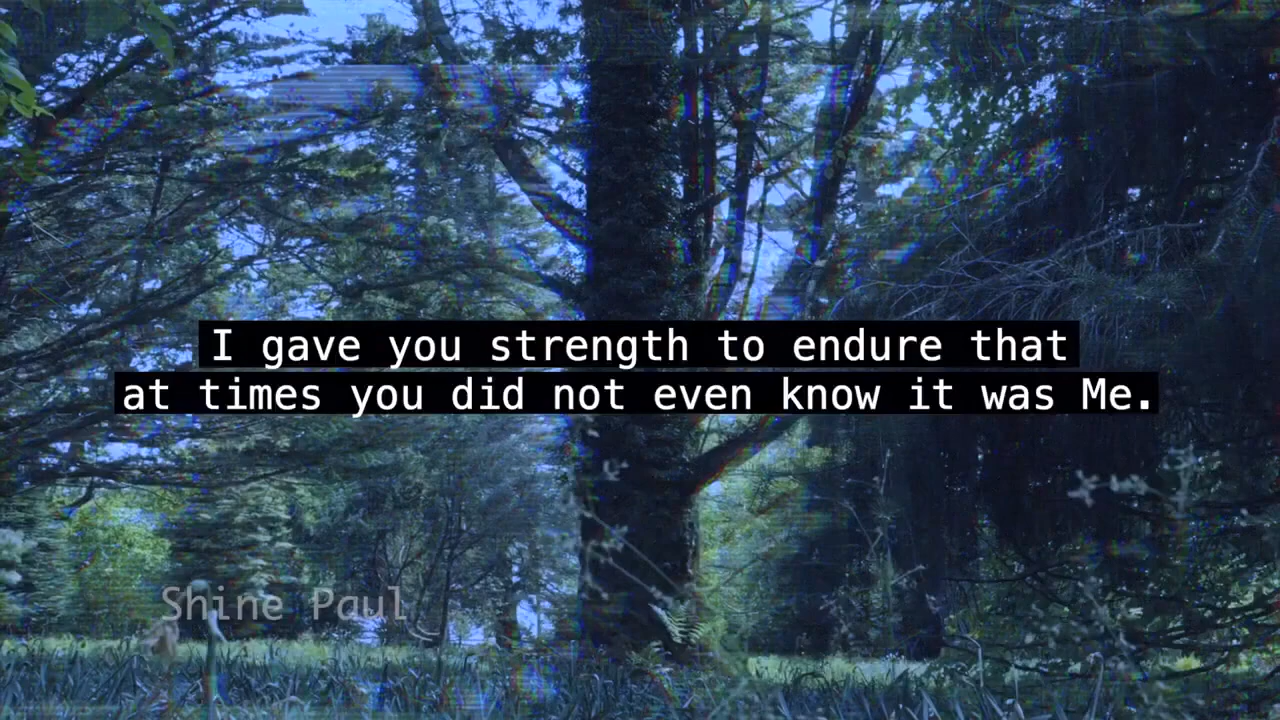 I gave you strength to endure that
at times you did not even know it was Me.
Shine Paul